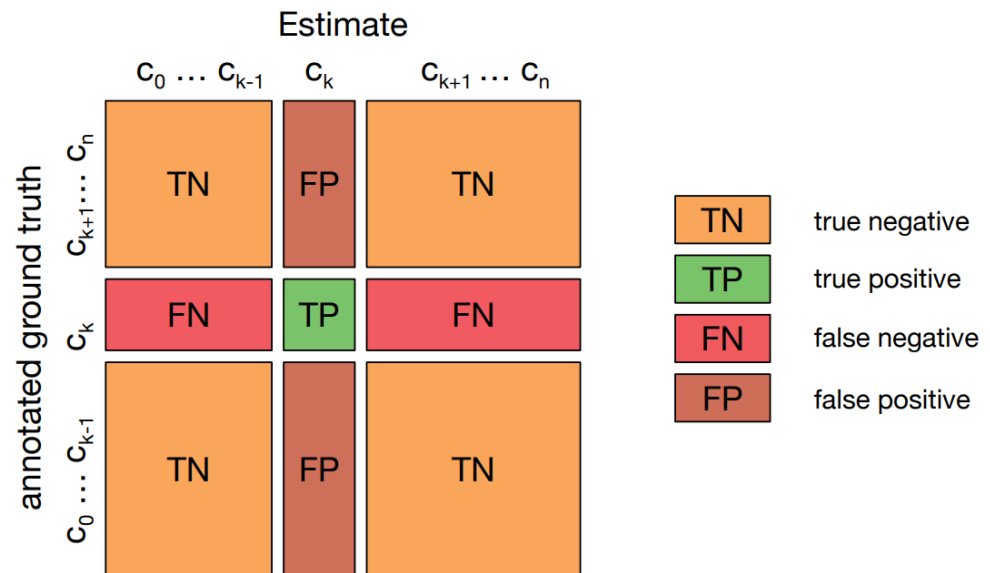 Estimate
c0 … ck-1 ck ck+1 … cn
annotated ground truth
ck+1 … cn
TN FP TN
ck
FN TP FN
c0 … ck-1
TN FP TN
TN true negative
TP true positive
FN false negative
FP false positive